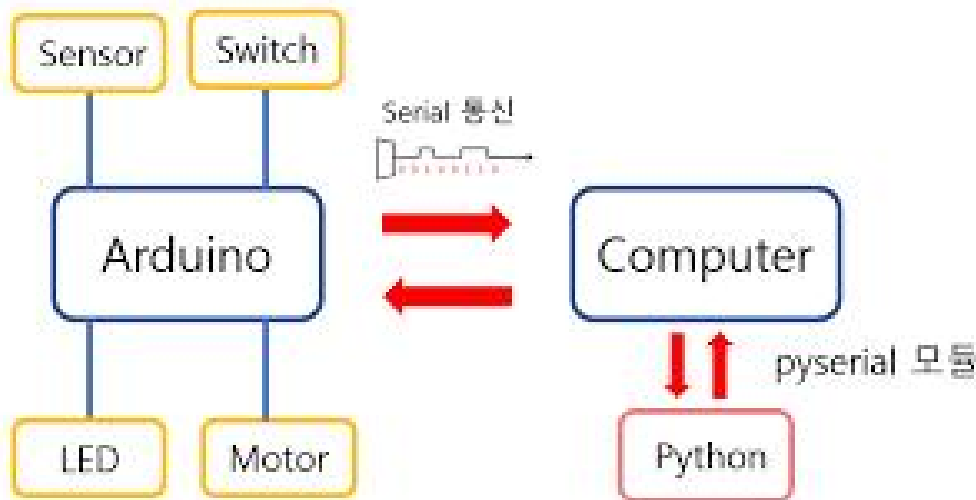 Sensor
Switch
Serial 통신
Arduino
Computer
pyserial 모듈
LED
Motor
Python